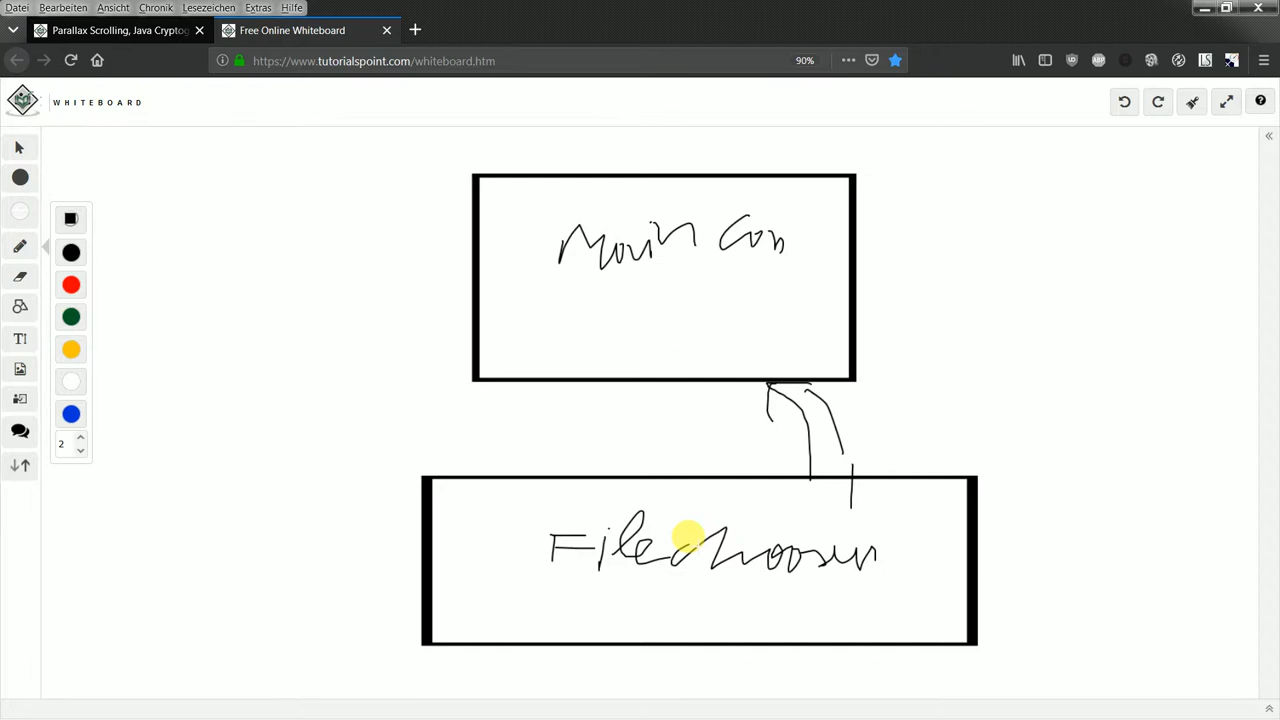 Datei Bearbeiten Ansicht Chronik Lesezeichen Extras Hilfe
Parallax Scrolling, Java Cryptog
Free Online Whiteboard
https://www.tutorialspoint.com/whiteboard.htm
90%
WHITEBOARD
T
2
Main Con
Filechooser